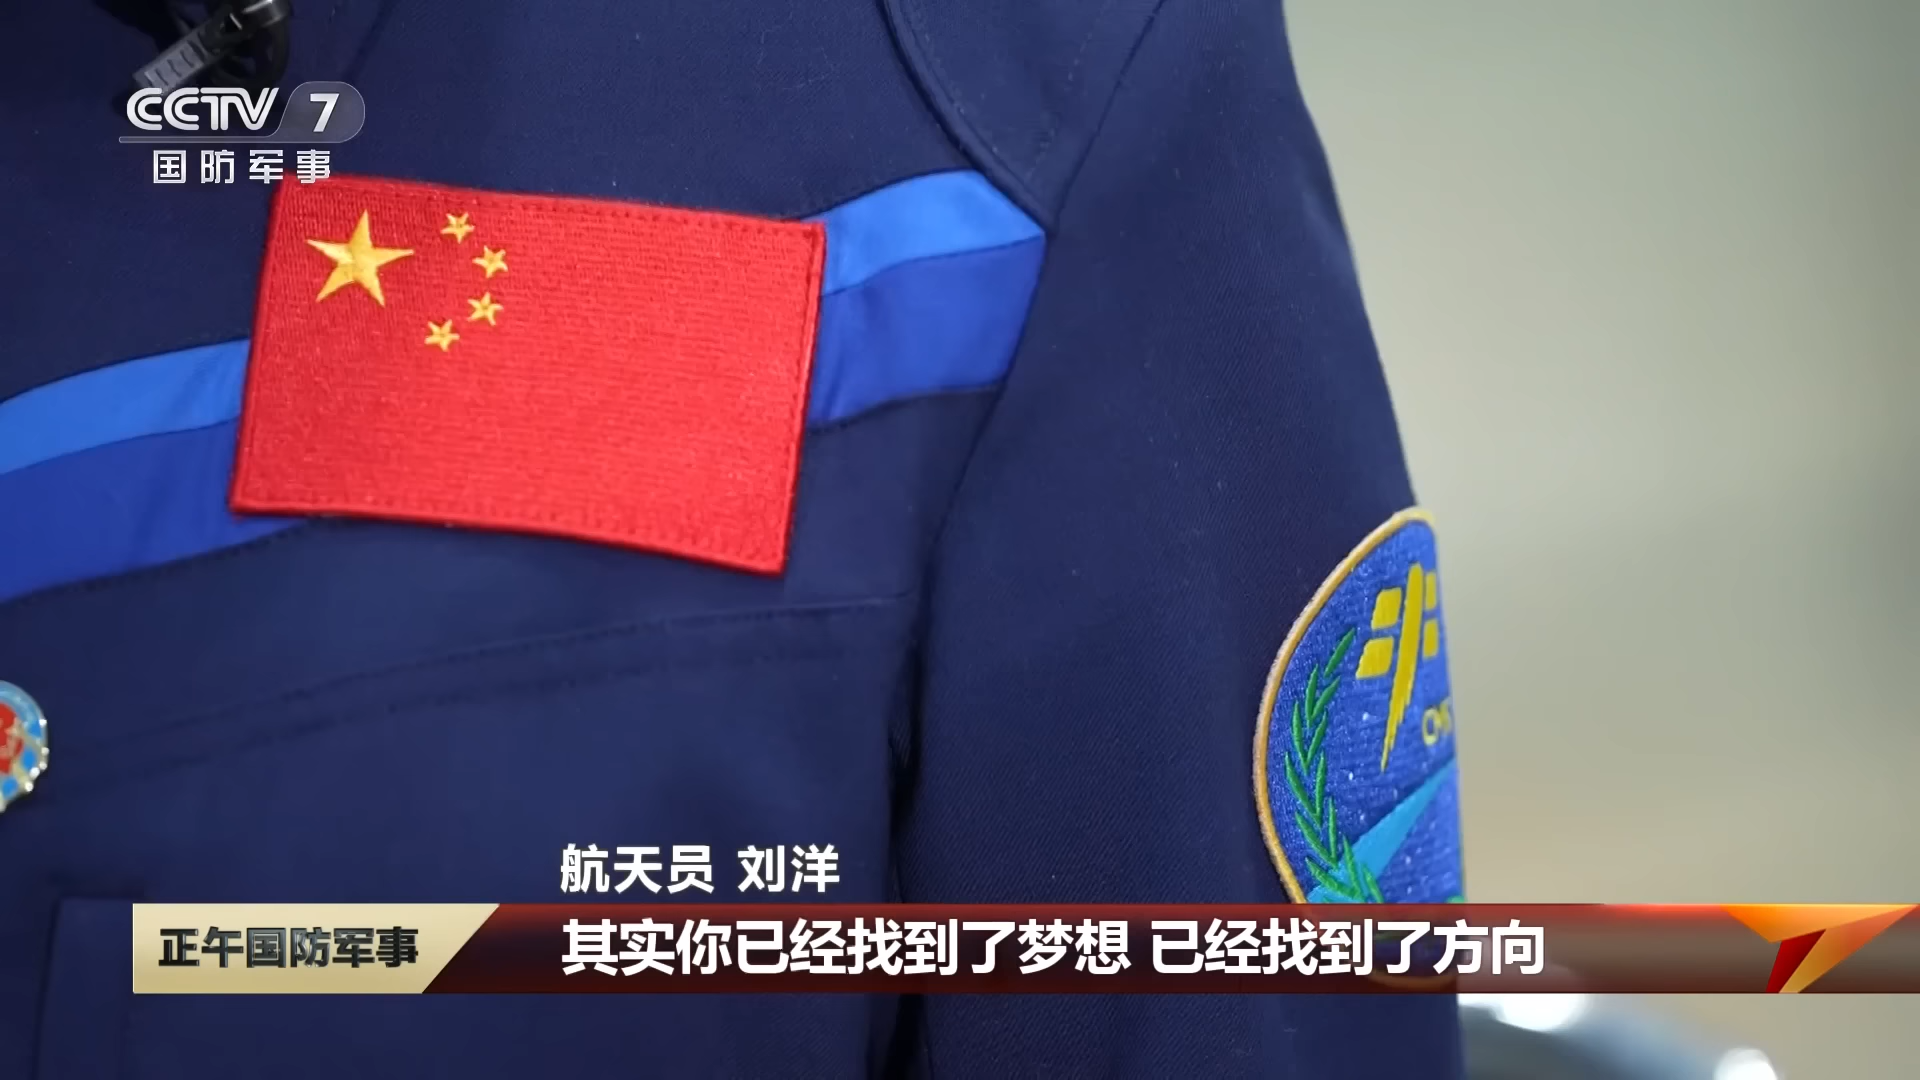 CCTV 7
国防军事
航天员 刘洋
正午国防军事
其实你已经找到了梦想 已经找到了方向